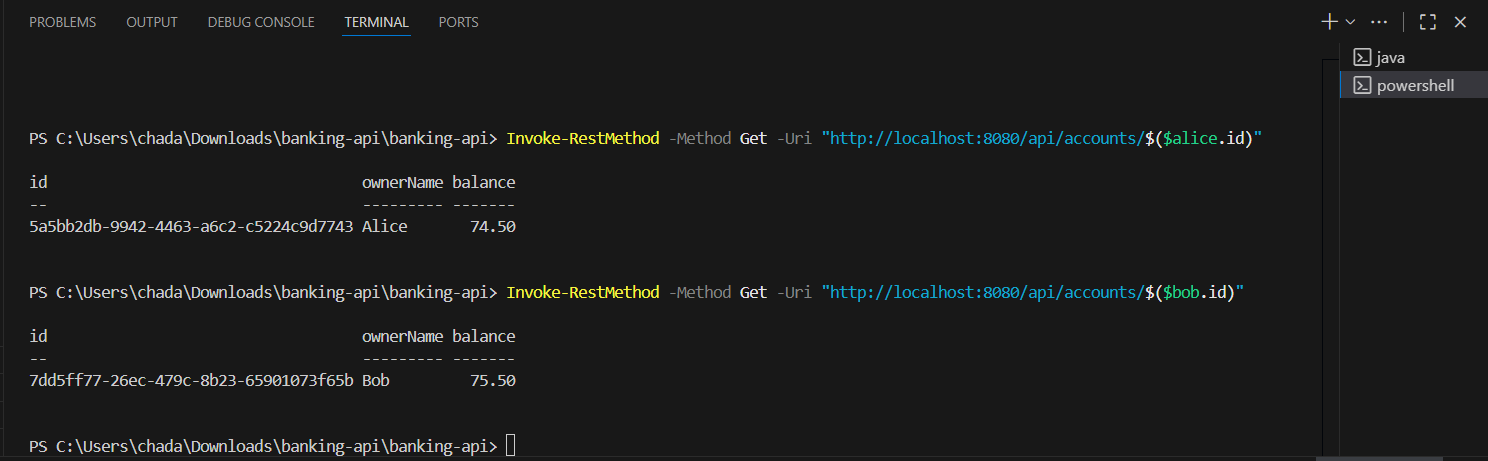 PROBLEMS OUTPUT DEBUG CONSOLE TERMINAL PORTS
java
powershell
PS C:\Users\chada\Downloads\banking-api\banking-api> Invoke-RestMethod -Method Get -Uri "http://localhost:8080/api/accounts/$($alice.id)"
id ownerName balance
-- --------- -------
5a5bb2db-9942-4463-a6c2-c5224c9d7743 Alice 74.50
PS C:\Users\chada\Downloads\banking-api\banking-api> Invoke-RestMethod -Method Get -Uri "http://localhost:8080/api/accounts/$($bob.id)"
id ownerName balance
-- --------- -------
7dd5ff77-26ec-479c-8b23-65901073f65b Bob 75.50
PS C:\Users\chada\Downloads\banking-api\banking-api>